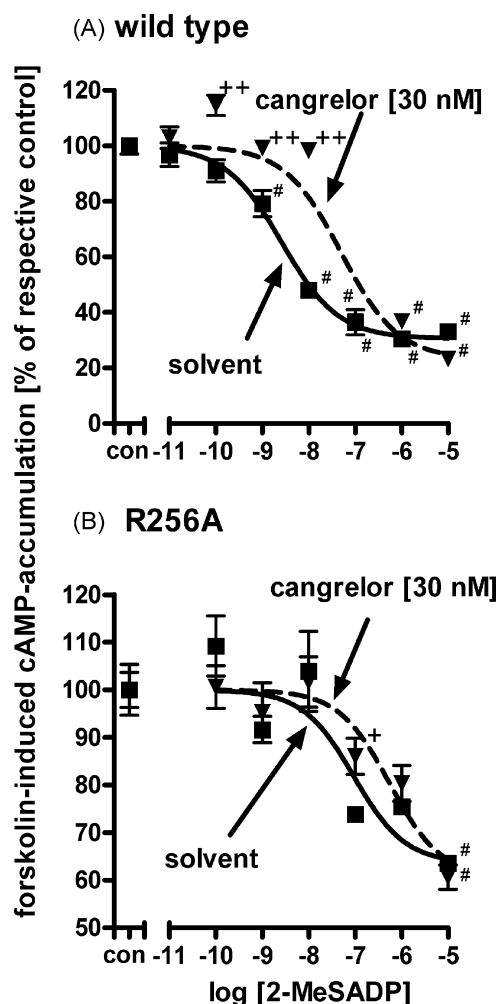 (A) wild type
forskolin-induced cAMP-accumulation [% of respective control]
120
100
80
60
40
20
0
++
cangrelor [30 nM]
++ ++
#
#
#
#
#
#
#
#
solvent
con -11 -10 -9 -8 -7 -6 -5
(B) R256A
120
110
100
90
80
70
60
50
cangrelor [30 nM]
+
solvent
#
#
con -11 -10 -9 -8 -7 -6 -5
log [2-MeSADP]